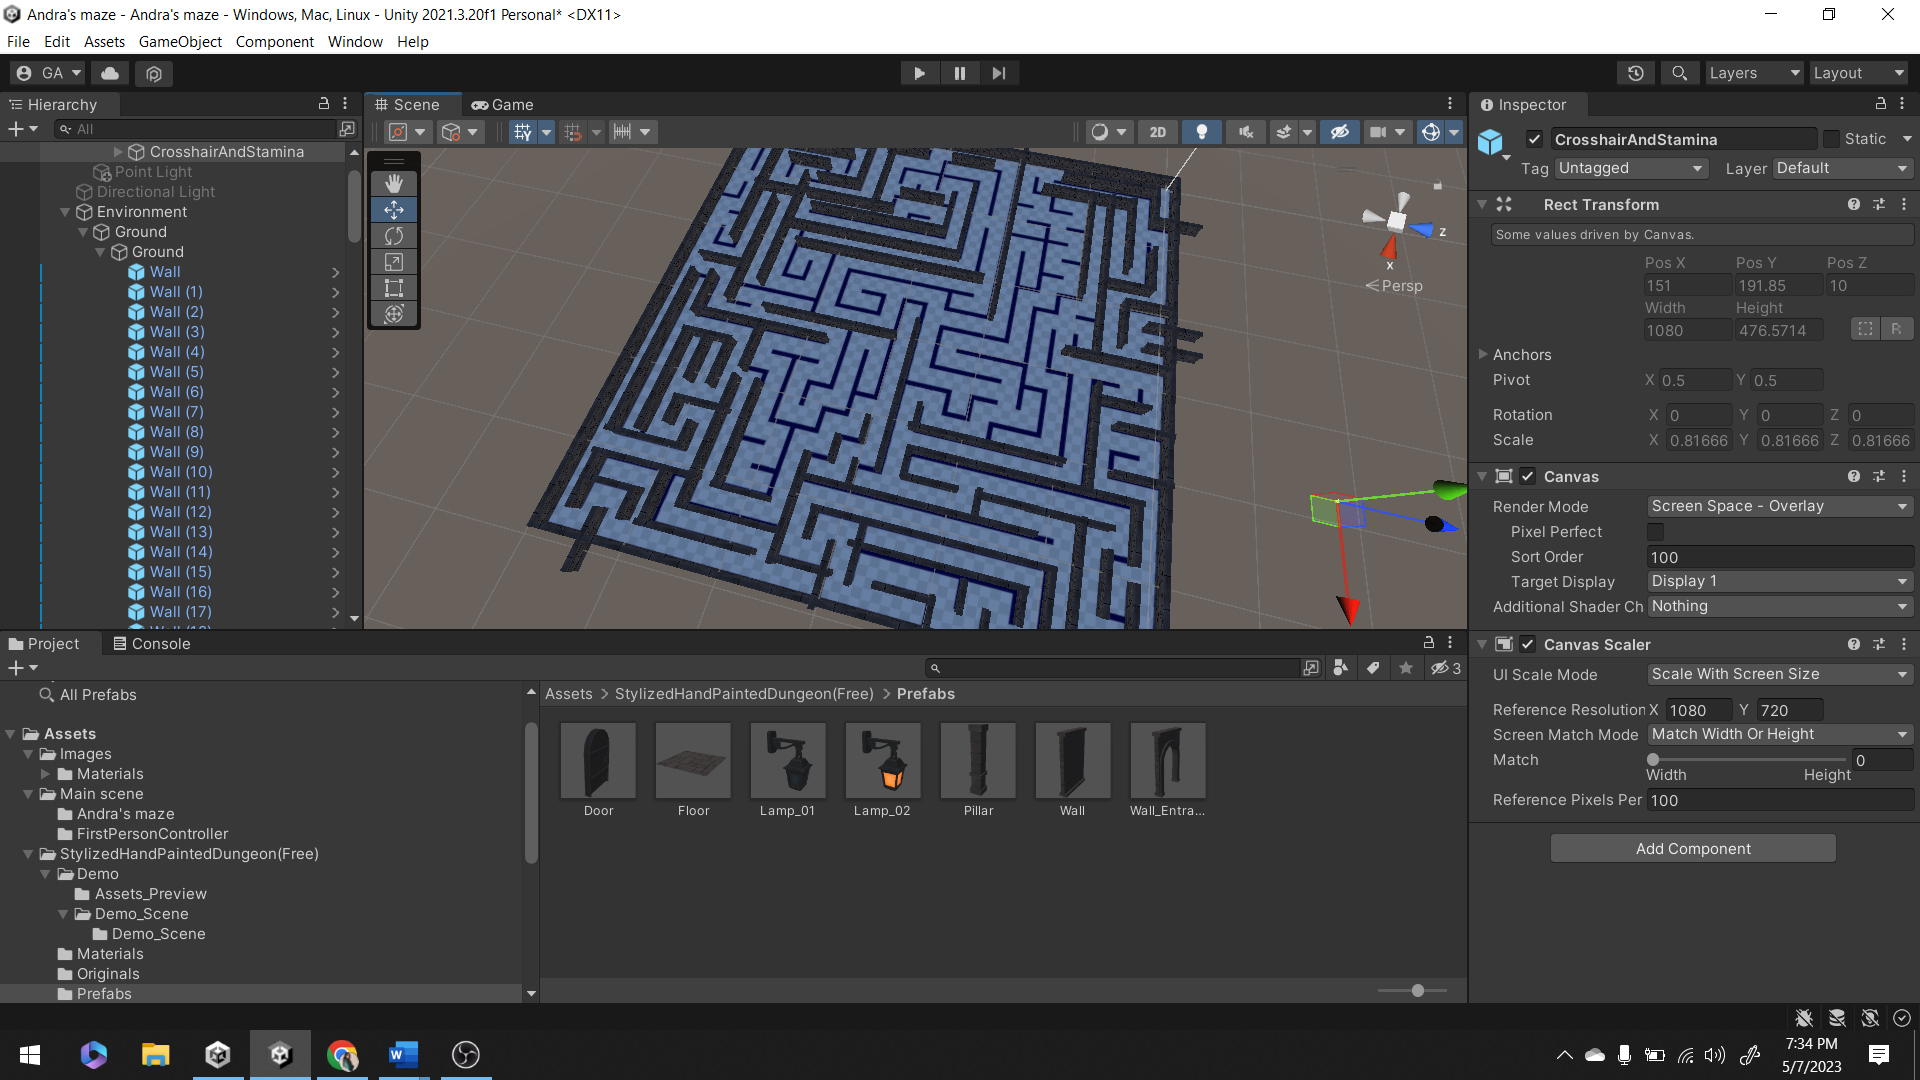 Andra's maze - Andra's maze - Windows, Mac, Linux - Unity 2021.3.20f1 Personal* <DX11>
File Edit Assets GameObject Component Window Help
GA Layers Layout
Hierarchy
All
CrosshairAndStamina
Point Light
Directional Light
Environment
Ground
Ground
Wall
Wall (1)
Wall (2)
Wall (3)
Wall (4)
Wall (5)
Wall (6)
Wall (7)
Wall (8)
Wall (9)
Wall (10)
Wall (11)
Wall (12)
Wall (13)
Wall (14)
Wall (15)
Wall (16)
Wall (17)
Scene Game
2D
Y
z
x
Persp
Inspector
CrosshairAndStamina Static
Tag Untagged Layer Default
Rect Transform
Some values driven by Canvas.
Pos X Pos Y Pos Z
151 191.85 10
Width Height
1080 476.5714 R
Anchors
Pivot X 0.5 Y 0.5
Rotation X 0 Y 0 Z 0
Scale X 0.81666 Y 0.81666 Z 0.81666
Canvas
Render Mode Screen Space - Overlay
Pixel Perfect
Sort Order 100
Target Display Display 1
Additional Shader Ch Nothing
Canvas Scaler
UI Scale Mode Scale With Screen Size
Reference Resolution X 1080 Y 720
Screen Match Mode Match Width Or Height
Match 0
Width Height
Reference Pixels Per 100
Add Component
Project Console
3
All Prefabs
Assets
Images
Materials
Main scene
Andra's maze
FirstPersonController
StylizedHandPaintedDungeon(Free)
Demo
Assets_Preview
Demo_Scene
Demo_Scene
Materials
Originals
Prefabs
Assets > StylizedHandPaintedDungeon(Free) > Prefabs
Door Floor Lamp_01 Lamp_02 Pillar Wall Wall_Entra...
W
7:34 PM
5/7/2023